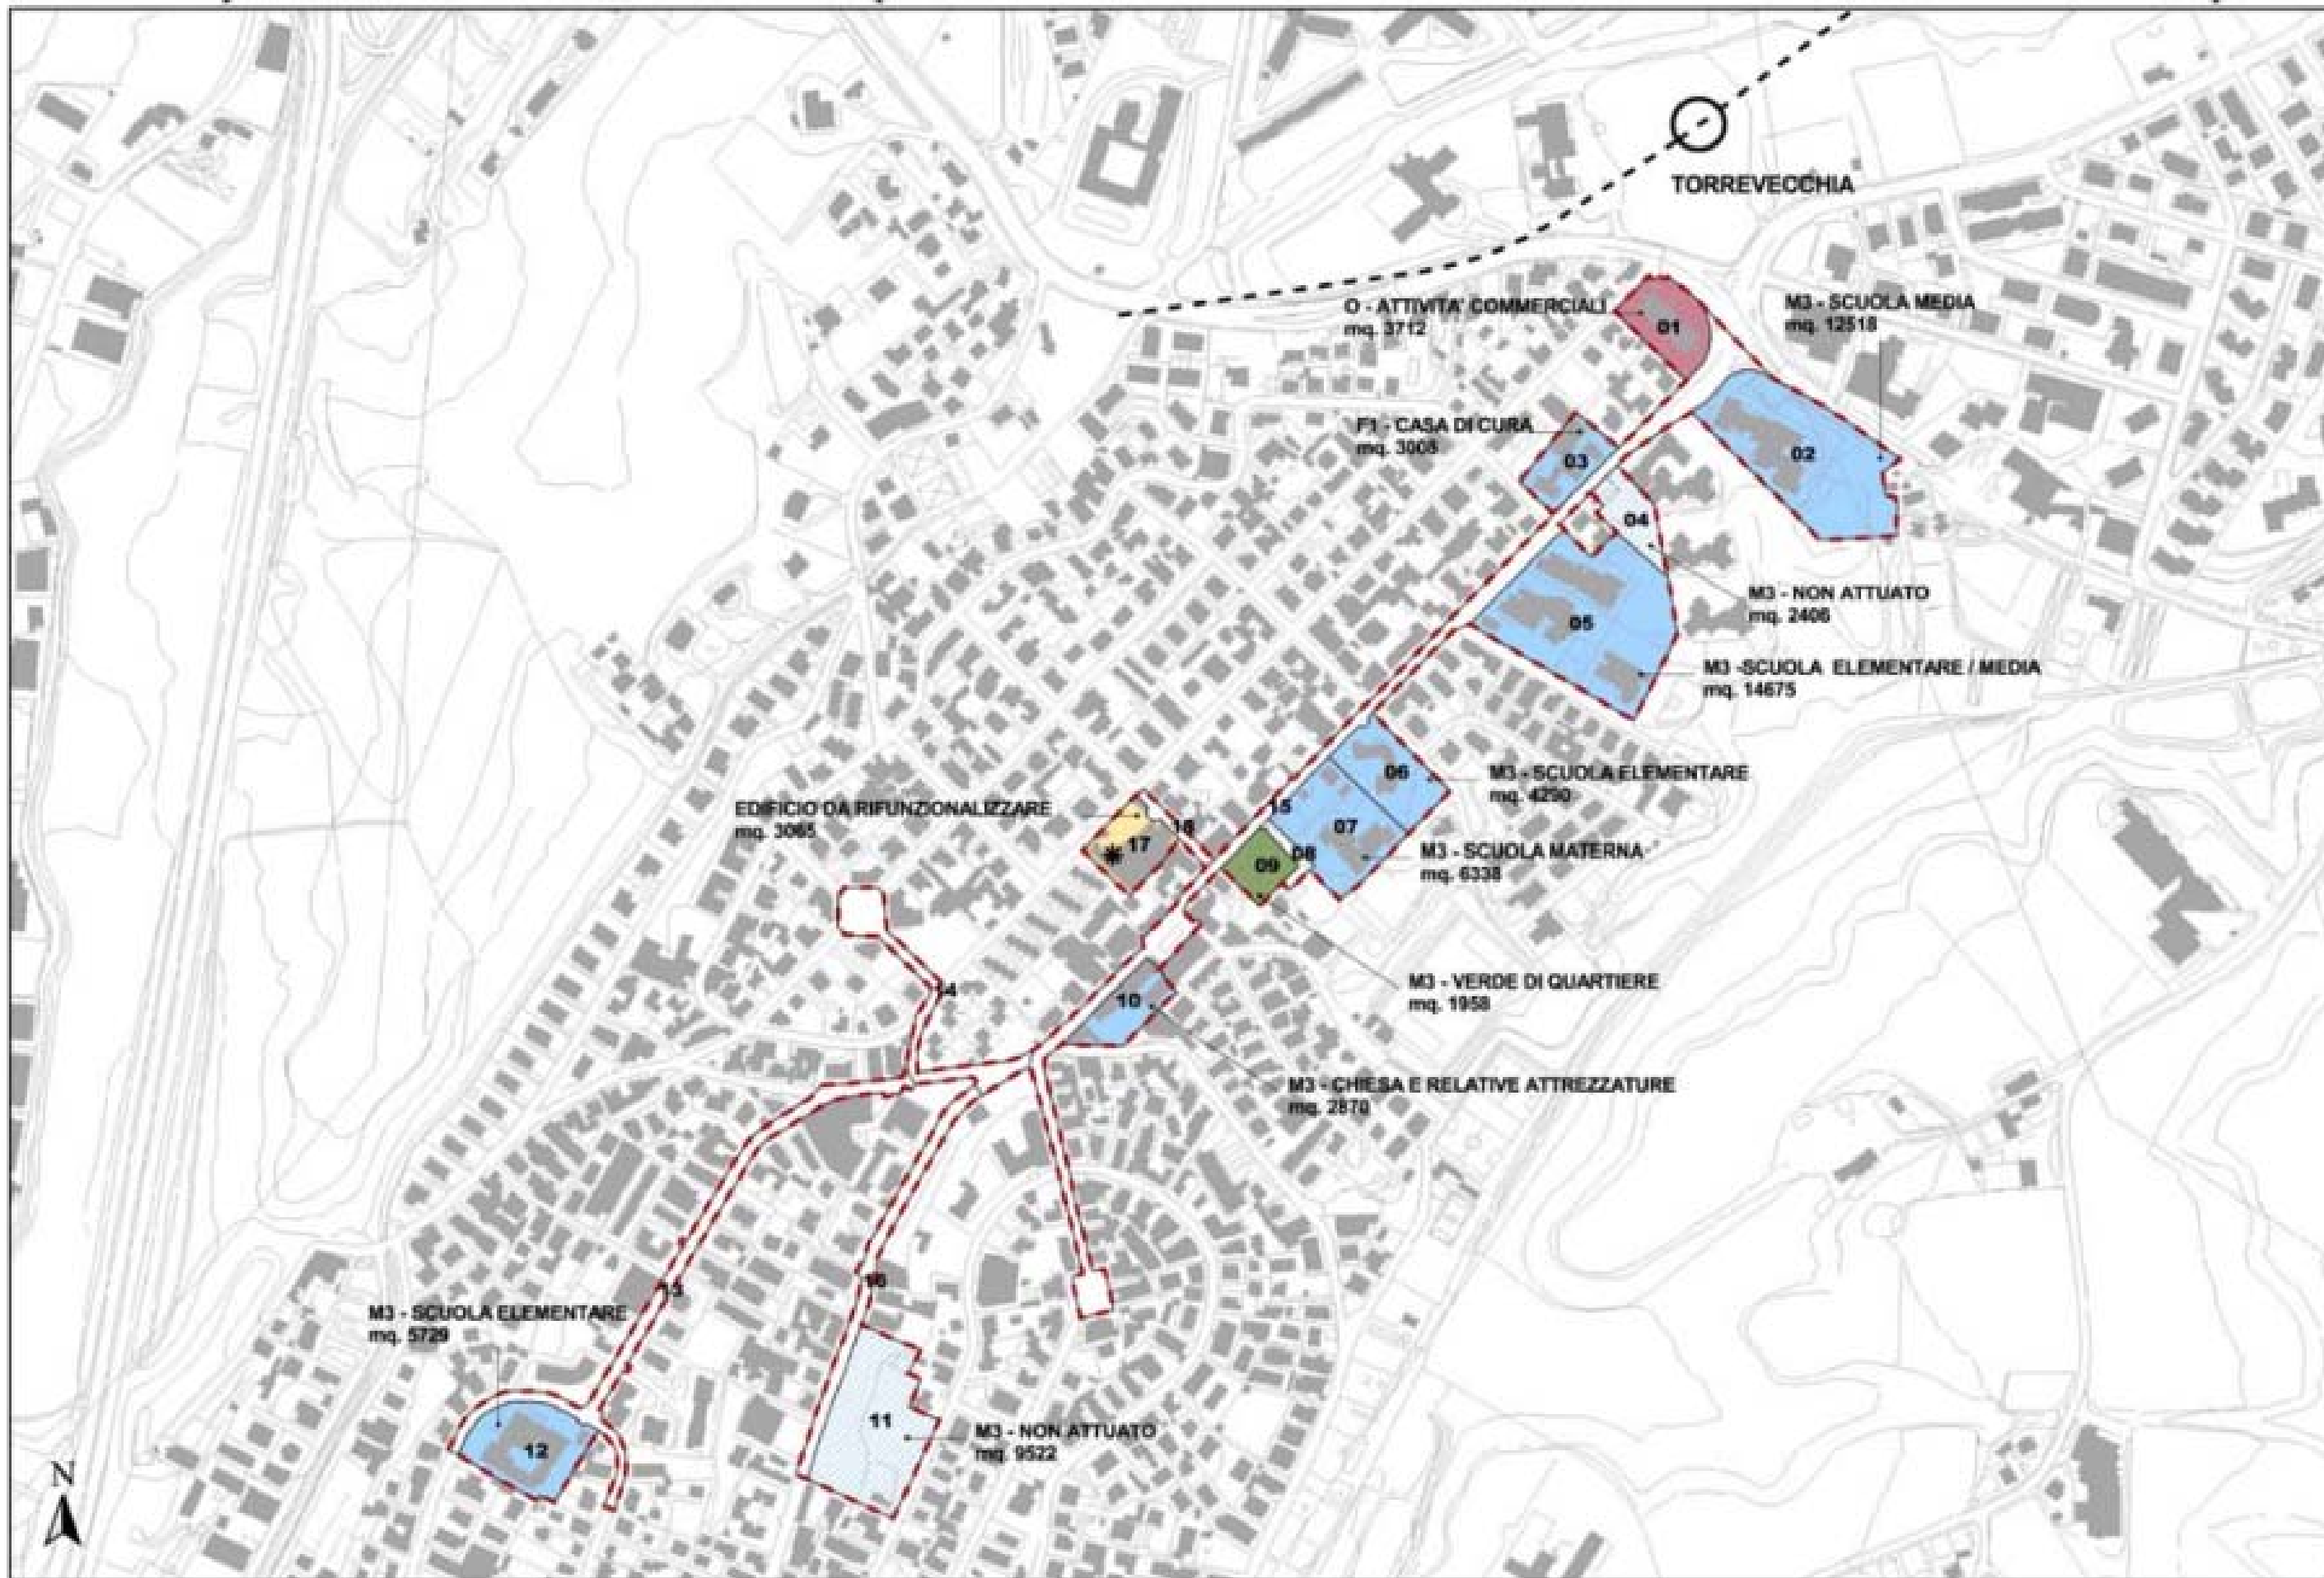 TORREVECCHIA
O - ATTIVITA' COMMERCIALI
mq. 3712
01
M3 - SCUOLA MEDIA
mq. 12518
F1 - CASA DI CURA
mq. 3008
03
02
04
M3 - NON ATTUATO
mq. 2406
05
M3 -SCUOLA ELEMENTARE / MEDIA
mq. 14675
06
M3 - SCUOLA ELEMENTARE
mq. 4290
EDIFICIO DA RIFUNZIONALIZZARE
mq. 3065
15
18
17
07
08
09
M3 - SCUOLA MATERNA
mq. 6338
M3 - VERDE DI QUARTIERE
mq. 1958
10
M3 - CHIESA E RELATIVE ATTREZZATURE
mq. 2870
16
M3 - SCUOLA ELEMENTARE
mq. 5729
11
M3 - NON ATTUATO
mq. 9522
12
N